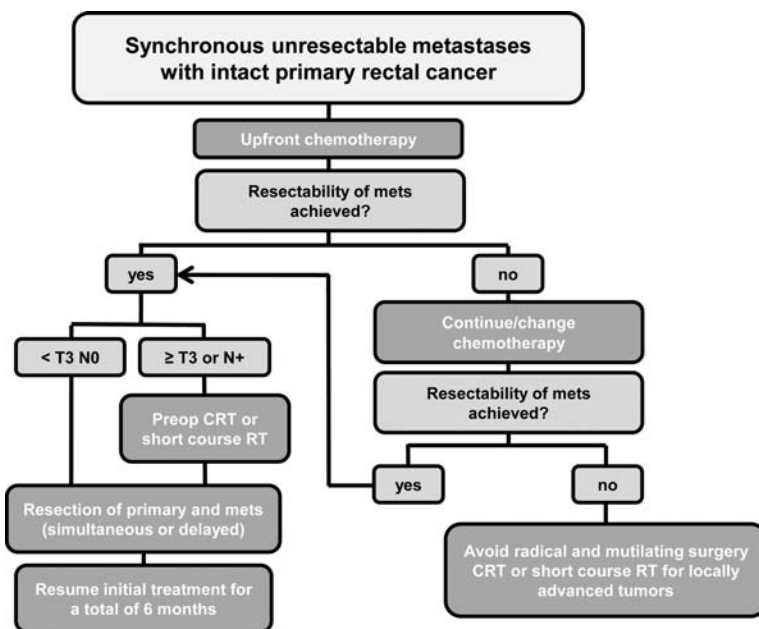 Synchronous unresectable metastases
with intact primary rectal cancer
Upfront chemotherapy
Resectability of mets
achieved?
yes
no
< T3 N0
≥ T3 or N+
Preop CRT or
short course RT
Resection of primary and mets
(simultaneous or delayed)
Resume initial treatment for
a total of 6 months
Continue/change
chemotherapy
Resectability of mets
achieved?
yes
no
Avoid radical and mutilating surgery
CRT or short course RT for locally
advanced tumors